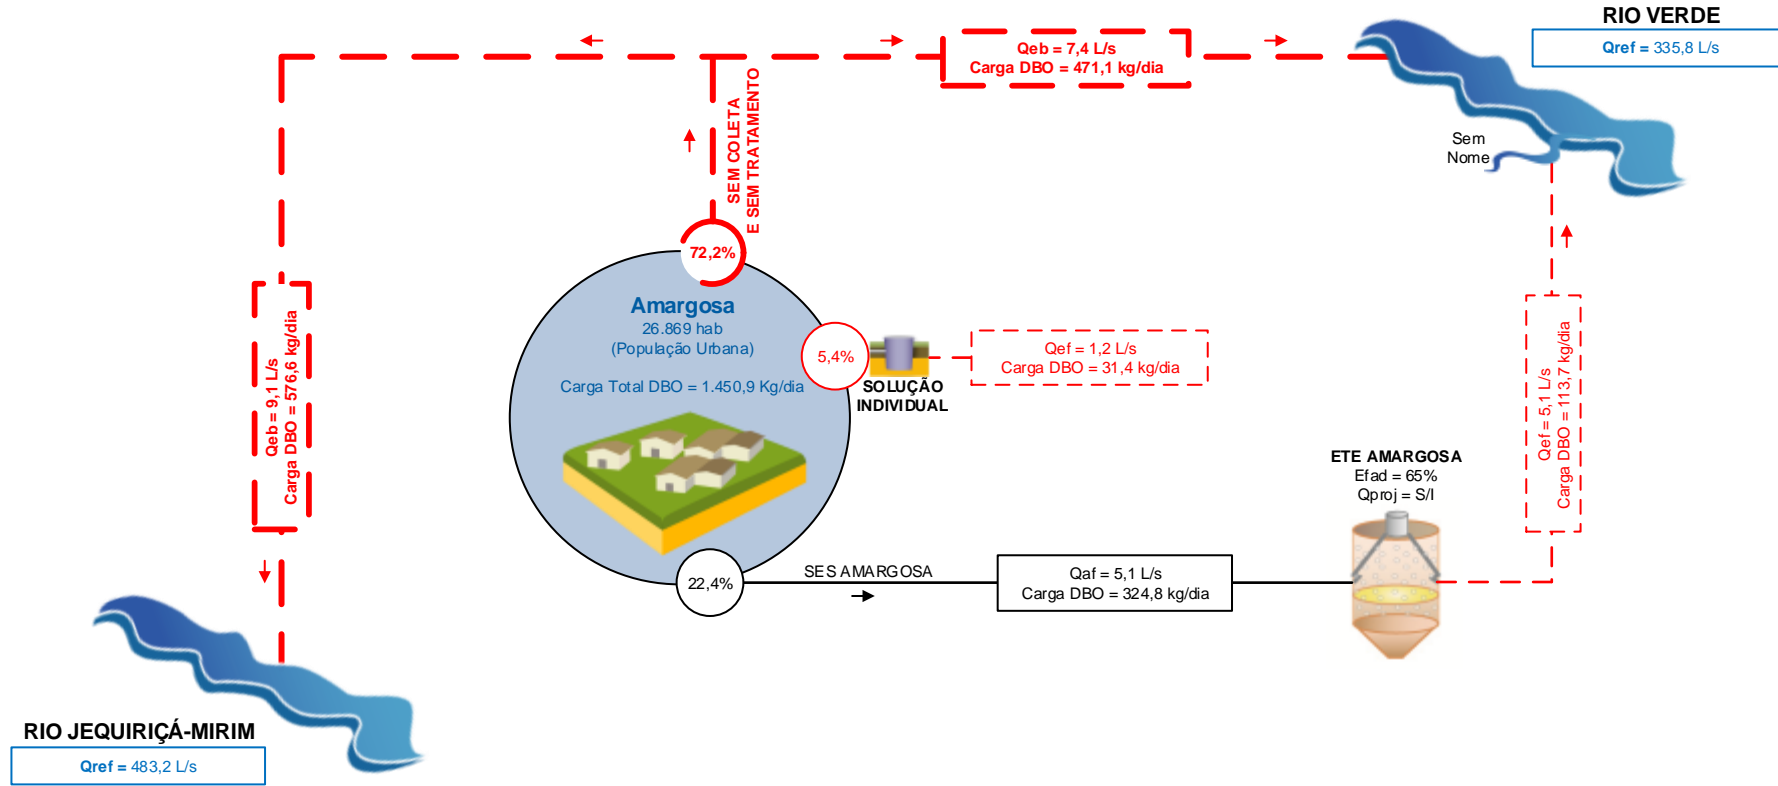 RIO VERDE
Qref = 335,8 L/s
Qeb = 7,4 L/s
Carga DBO = 471,1 kg/dia
SEM COLETA
E SEM TRATAMENTO
Sem
Nome
72,2%
Amargosa
26.869 hab
(População Urbana)
Carga Total DBO = 1.450,9 Kg/dia
5,4%
SOLUÇÃO
INDIVIDUAL
Qef = 1,2 L/s
Carga DBO = 31,4 kg/dia
Qeb = 9,1 L/s
Carga DBO = 576,6 kg/dia
Qef = 5,1 L/s
Carga DBO = 113,7 kg/dia
ETE AMARGOSA
Efad = 65%
Qproj = S/I
22,4%
SES AMARGOSA
Qaf = 5,1 L/s
Carga DBO = 324,8 kg/dia
RIO JEQUIRIÇÁ-MIRIM
Qref = 483,2 L/s